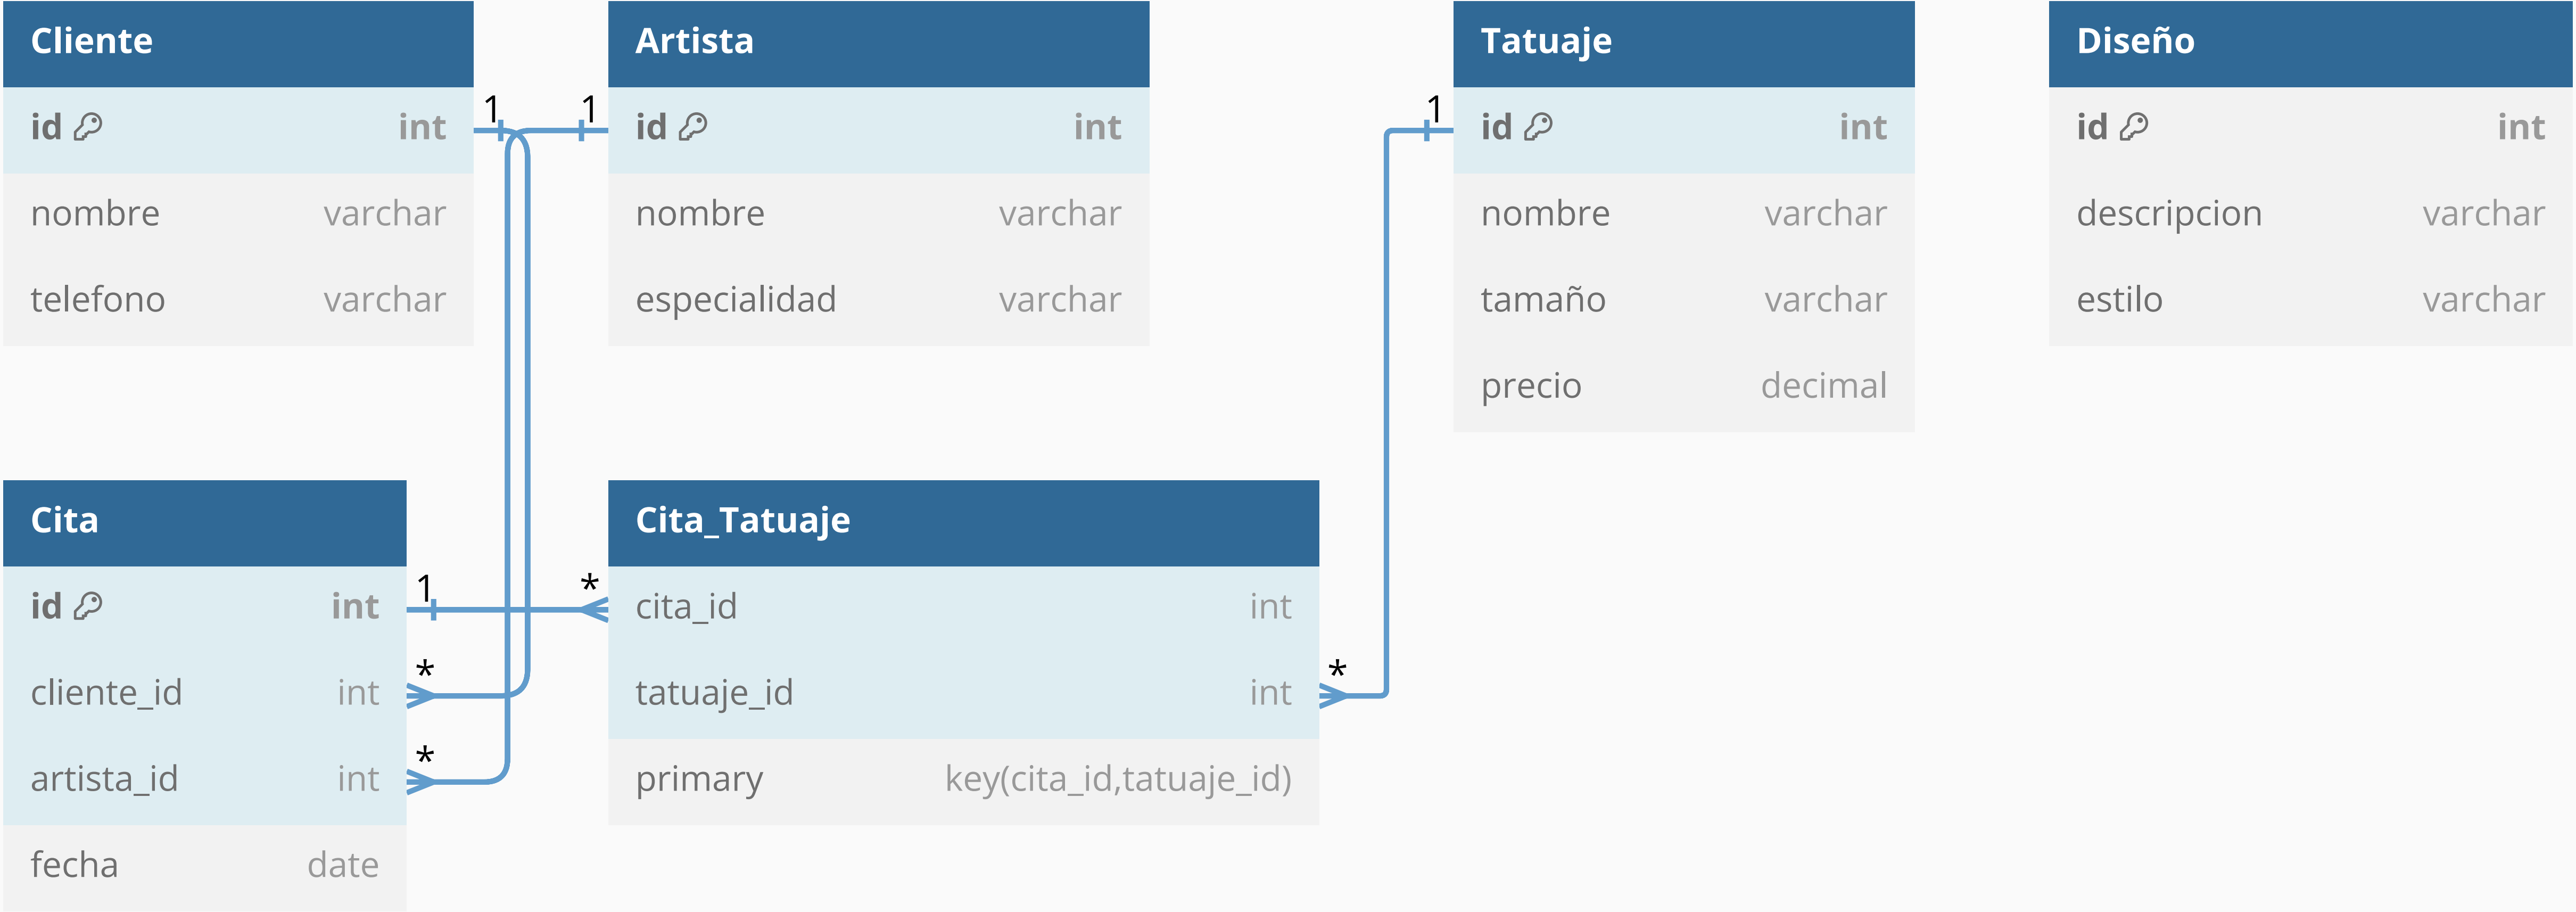 Cliente
id int
nombre varchar
telefono varchar
1
1
Artista
id int
nombre varchar
especialidad varchar
1
Tatuaje
id int
nombre varchar
tamaño varchar
precio decimal
Diseño
id int
descripcion varchar
estilo varchar
Cita
id int
cliente_id int
artista_id int
fecha date
1
*
*
*
Cita_Tatuaje
cita_id int
tatuaje_id int
primary key(cita_id,tatuaje_id)
*